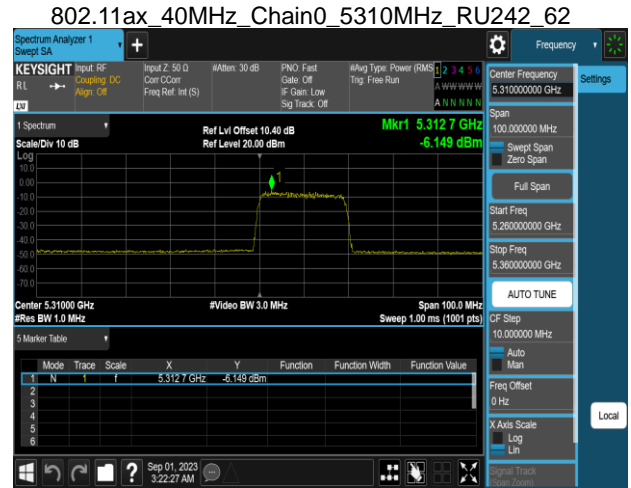 802.11ax_40MHz_Chain0_5310MHz_RU242_62
Spectrum Analyzer 1
Swept SA
+
Frequency
KEYSIGHT
RL
Input: RF
Coupling: DC
Align: Off
Input Z: 50 Ω
Corr CCorr
Freq Ref: Int (S)
#Atten: 30 dB
PNO: Fast
Gate: Off
IF Gain: Low
Sig Track: Off
#Avg Type: Power (RMS
Trig: Free Run
1 2 3 4 5 6
A W W W W W
A N N N N N
LXI
1 Spectrum
Scale/Div 10 dB
Ref Lvl Offset 10.40 dB
Ref Level 20.00 dBm
Mkr1 5.312 7 GHz
-6.149 dBm
Log
10.0
0.00
-10.0
-20.0
-30.0
-40.0
-50.0
-60.0
-70.0
1
Center 5.31000 GHz
#Res BW 1.0 MHz
#Video BW 3.0 MHz
Span 100.0 MHz
Sweep 1.00 ms (1001 pts)
5 Marker Table
Mode Trace Scale X Y Function Function Width Function Value
1 N 1 f 5.312 7 GHz -6.149 dBm
2
3
4
5
6
Sep 01, 2023
3:22:27 AM
?
Center Frequency
5.310000000 GHz
Settings
Span
100.000000 MHz
Swept Span
Zero Span
Full Span
Start Freq
5.260000000 GHz
Stop Freq
5.360000000 GHz
AUTO TUNE
CF Step
10.000000 MHz
Auto
Man
Freq Offset
0 Hz
X Axis Scale
Log
Lin
Local
Signal Track
(Span Zoom)